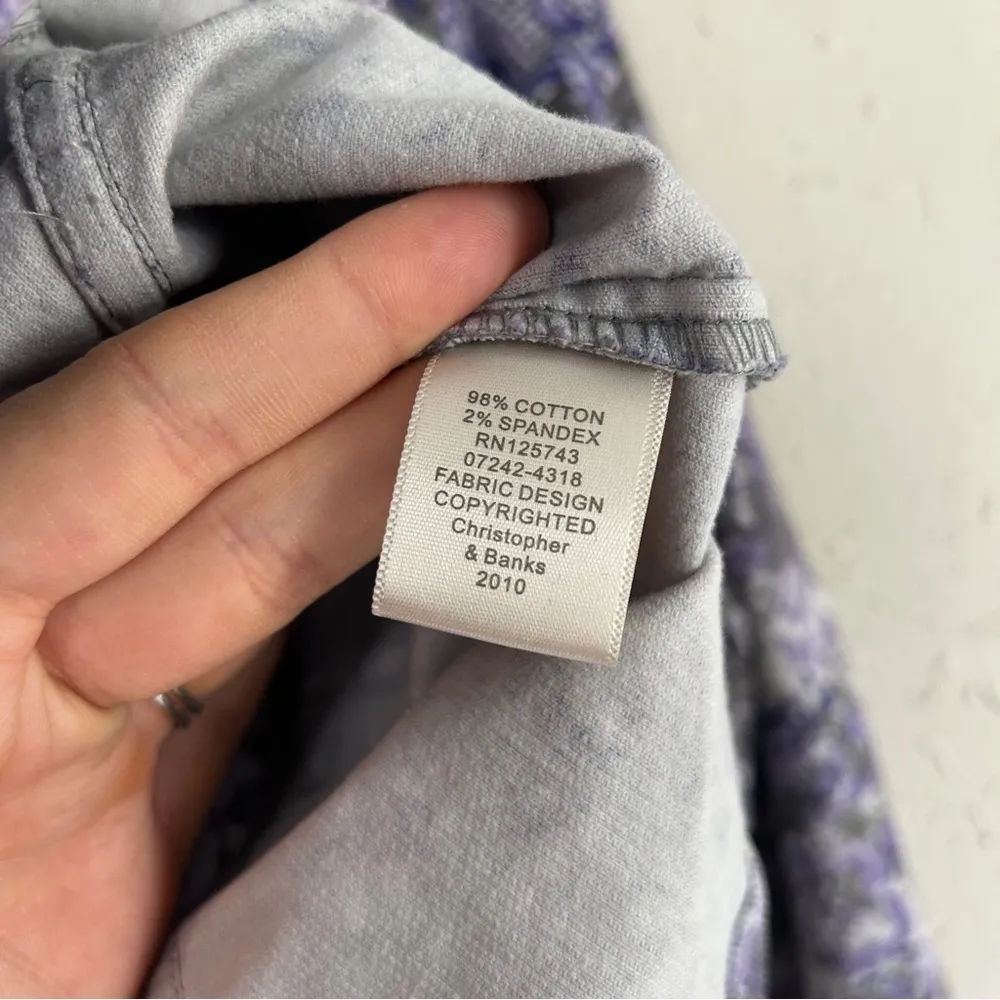 98% COTTON
2% SPANDEX
RN125743
07242-4318
FABRIC DESIGN
COPYRIGHTED
Christopher
& Banks
2010